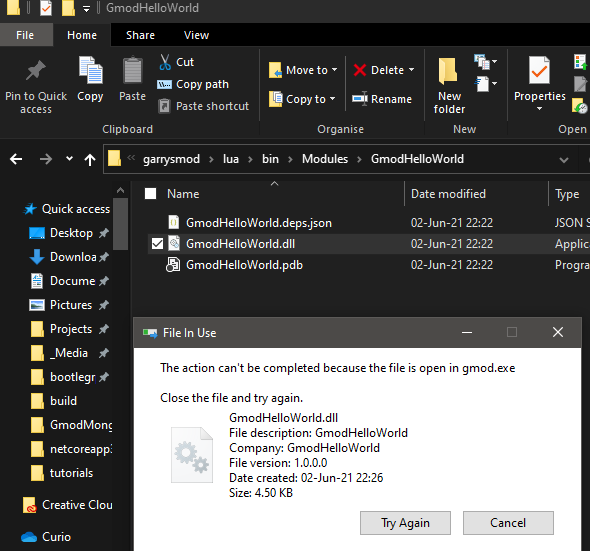 GmodHelloWorld
File
Home
Share
View
Pin to Quick access
Copy
Paste
Cut
Copy path
Paste shortcut
Clipboard
Move to
Copy to
Delete
Rename
Organise
New folder
New
Properties
Open
garrysmod > lua > bin > Modules > GmodHelloWorld
Name
Date modified
Type
GmodHelloWorld.deps.json 02-Jun-21 22:22 JSON S
GmodHelloWorld.dll 02-Jun-21 22:22 Applica
GmodHelloWorld.pdb 02-Jun-21 22:22 Progra
Quick access
Desktop
Downloa
Docume
Pictures
Projects
_Media
bootlegr
build
GmodMong
netcoreapp3
tutorials
Creative Clou
Curio
File In Use
The action can't be completed because the file is open in gmod.exe
Close the file and try again.
GmodHelloWorld.dll
File description: GmodHelloWorld
Company: GmodHelloWorld
File version: 1.0.0.0
Date created: 02-Jun-21 22:26
Size: 4.50 KB
Try Again
Cancel